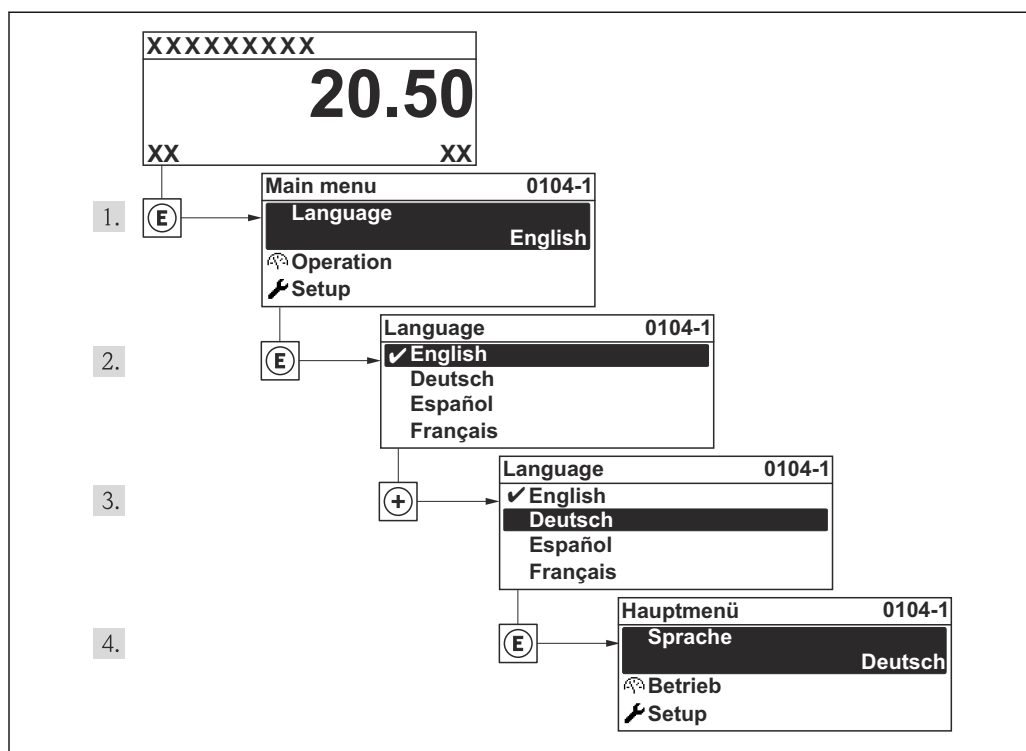 XXXXXXXXX
20.50
XX XX
Main menu 0104-1
1. E Language
English
Operation
Setup
Language 0104-1
2. E ✔ English
Deutsch
Español
Français
Language 0104-1
3. + ✔ English
Deutsch
Español
Français
Hauptmenü 0104-1
4. E Sprache
Deutsch
Betrieb
Setup